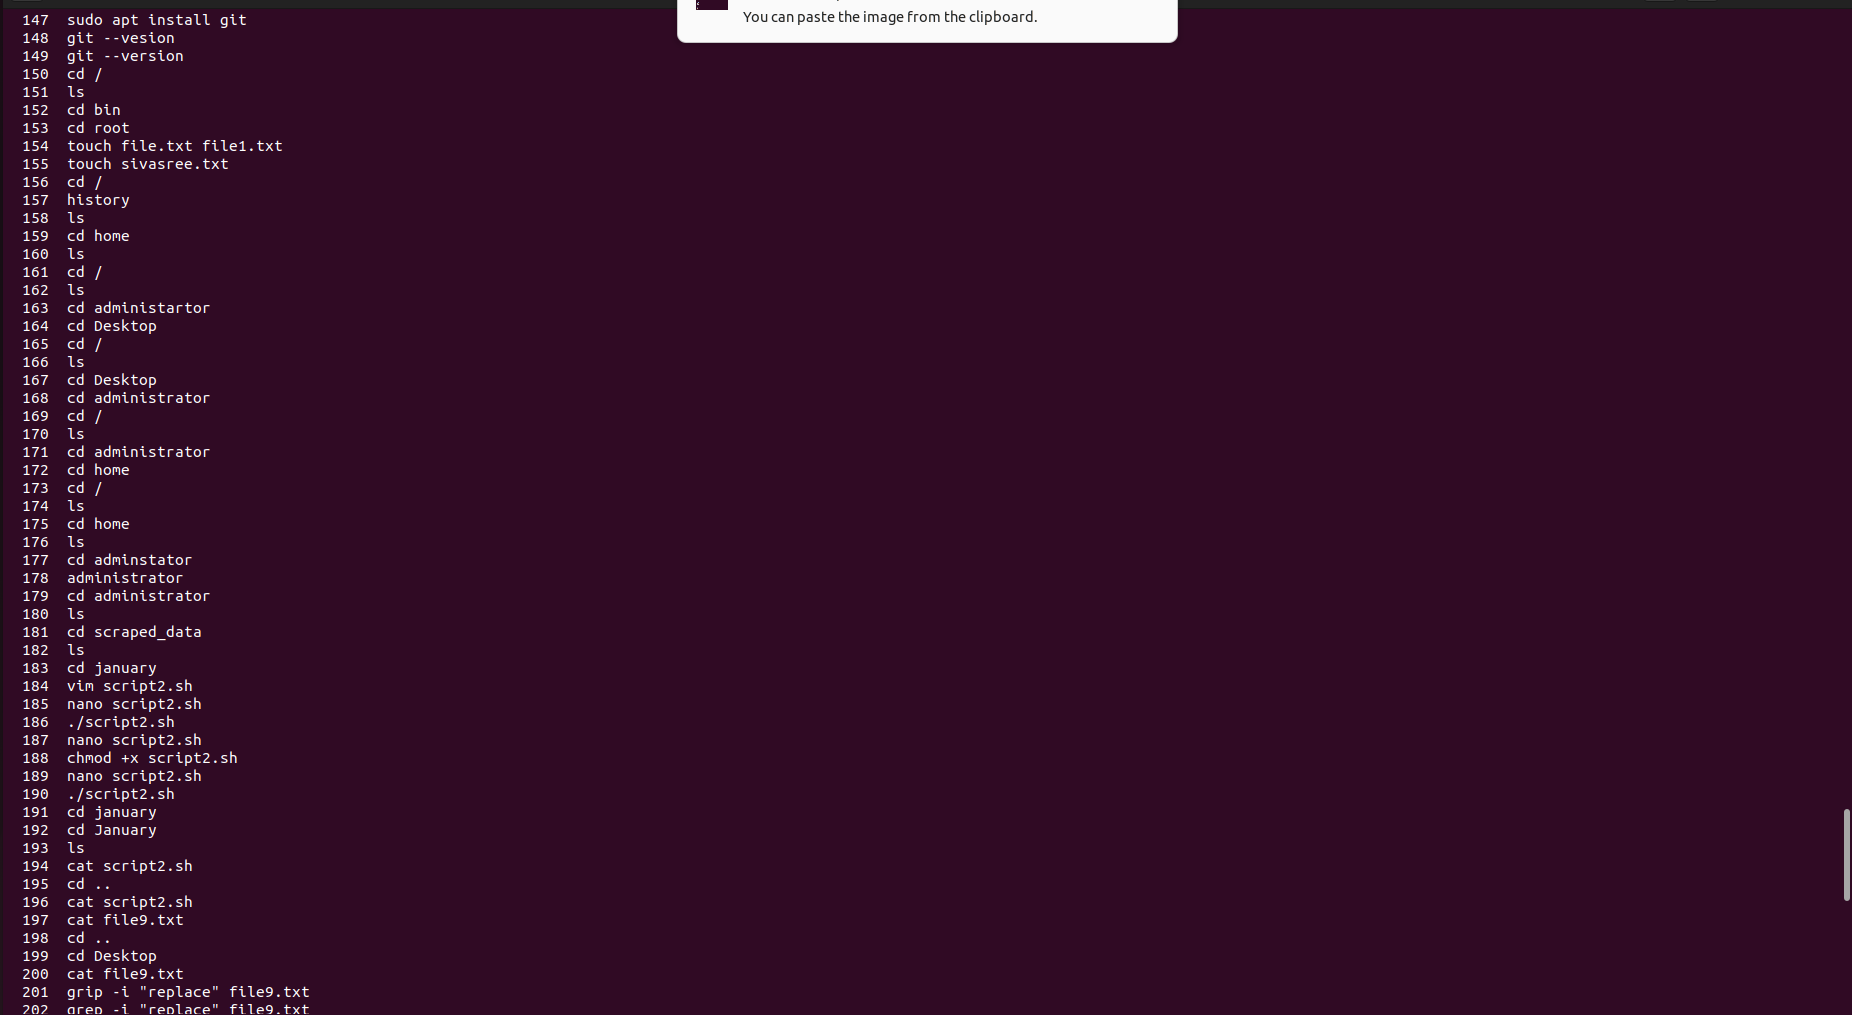 You can paste the image from the clipboard.
147 sudo apt install git
148 git --vesion
149 git --version
150 cd /
151 ls
152 cd bin
153 cd root
154 touch file.txt file1.txt
155 touch sivasree.txt
156 cd /
157 history
158 ls
159 cd home
160 ls
161 cd /
162 ls
163 cd administartor
164 cd Desktop
165 cd /
166 ls
167 cd Desktop
168 cd administrator
169 cd /
170 ls
171 cd administrator
172 cd home
173 cd /
174 ls
175 cd home
176 ls
177 cd adminstator
178 administrator
179 cd administrator
180 ls
181 cd scraped_data
182 ls
183 cd january
184 vim script2.sh
185 nano script2.sh
186 ./script2.sh
187 nano script2.sh
188 chmod +x script2.sh
189 nano script2.sh
190 ./script2.sh
191 cd january
192 cd January
193 ls
194 cat script2.sh
195 cd ..
196 cat script2.sh
197 cat file9.txt
198 cd ..
199 cd Desktop
200 cat file9.txt
201 grip -i "replace" file9.txt
202 grep -i "replace" file9.txt